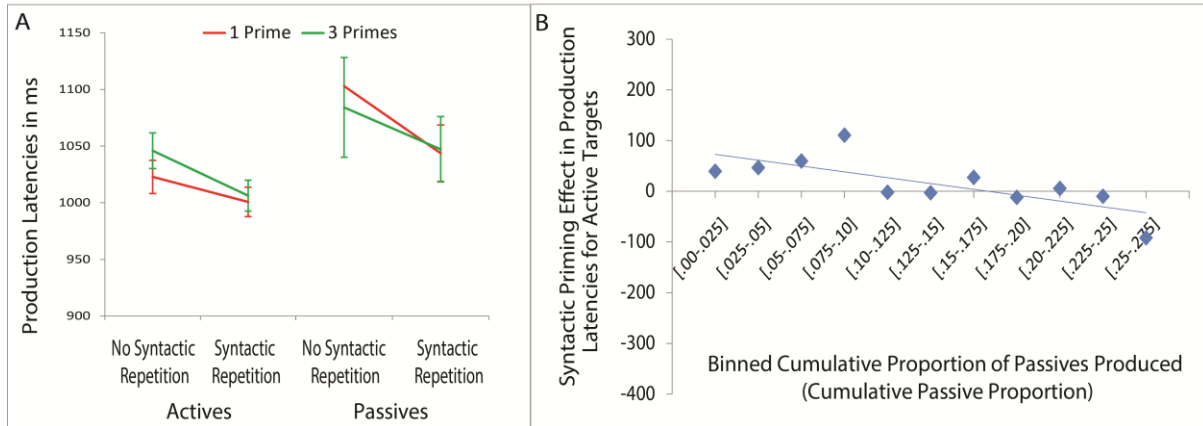 A
1 Prime 3 Primes
Production Latencies in ms
1150
1100
1050
1000
950
900
No Syntactic Repetition
Syntactic Repetition
No Syntactic Repetition
Syntactic Repetition
Actives
Passives
B
Syntactic Priming Effect in Production
Latencies for Active Targets
300
200
100
0
-100
-200
-300
-400
[.00-.025]
[.025-.05]
[.05-.075]
[.075-.10]
[.10-.125]
[.125-.15]
[.15-.175]
[.175-.20]
[.20-.225]
[.225-.25]
[.25-.275]
Binned Cumulative Proportion of Passives Produced
(Cumulative Passive Proportion)